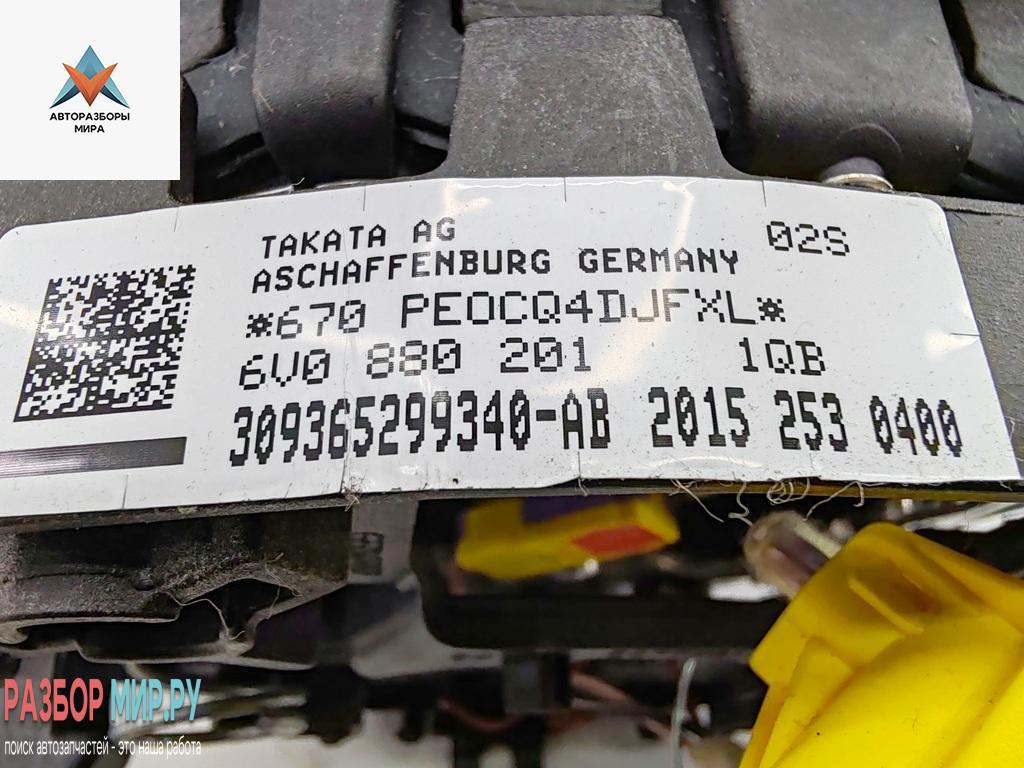 АВТОРАЗБОРЫ
МИРА
TAKATA AG 02S
ASCHAFFENBURG GERMANY
*670 PE0CQ4DJFXL*
6V0 880 201 1QB
309365299340-AB 2015 253 0400
РАЗБОР МИР.РУ
поиск автозапчастей - это наша работа